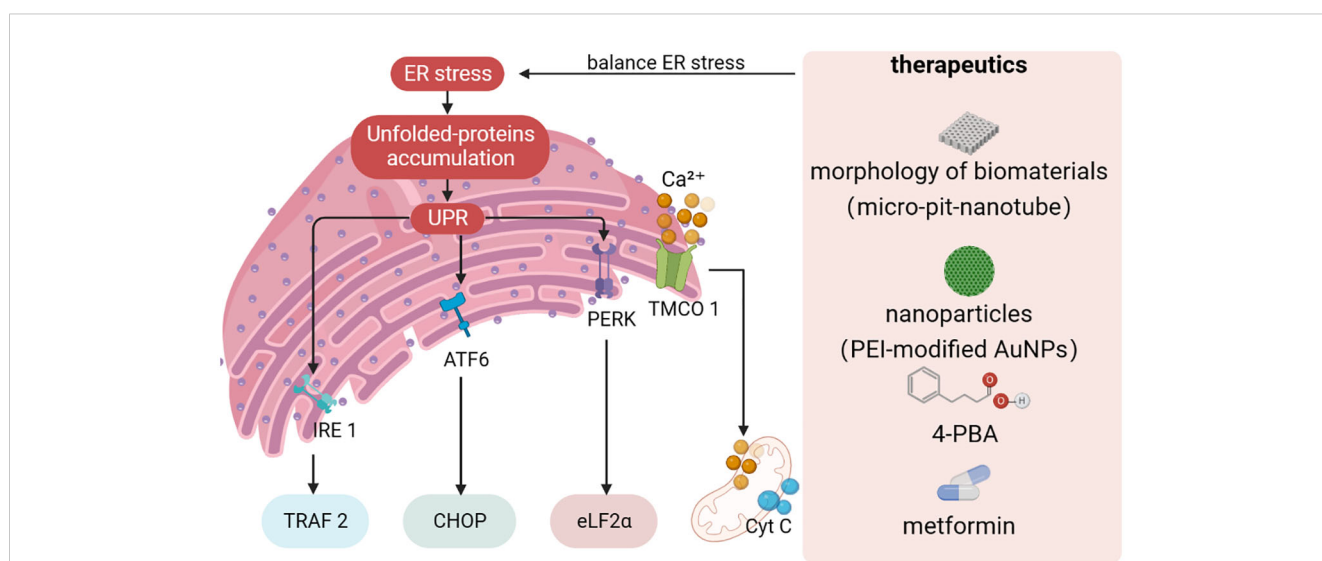 ER stress
balance ER stress
therapeutics
Unfolded-proteins
accumulation
UPR
Ca²⁺
TMCO 1
PERK
ATF6
IRE 1
TRAF 2
CHOP
eLF2α
Cyt C
morphology of biomaterials
(micro-pit-nanotube)
nanoparticles
(PEI-modified AuNPs)
O
O
H
4-PBA
metformin